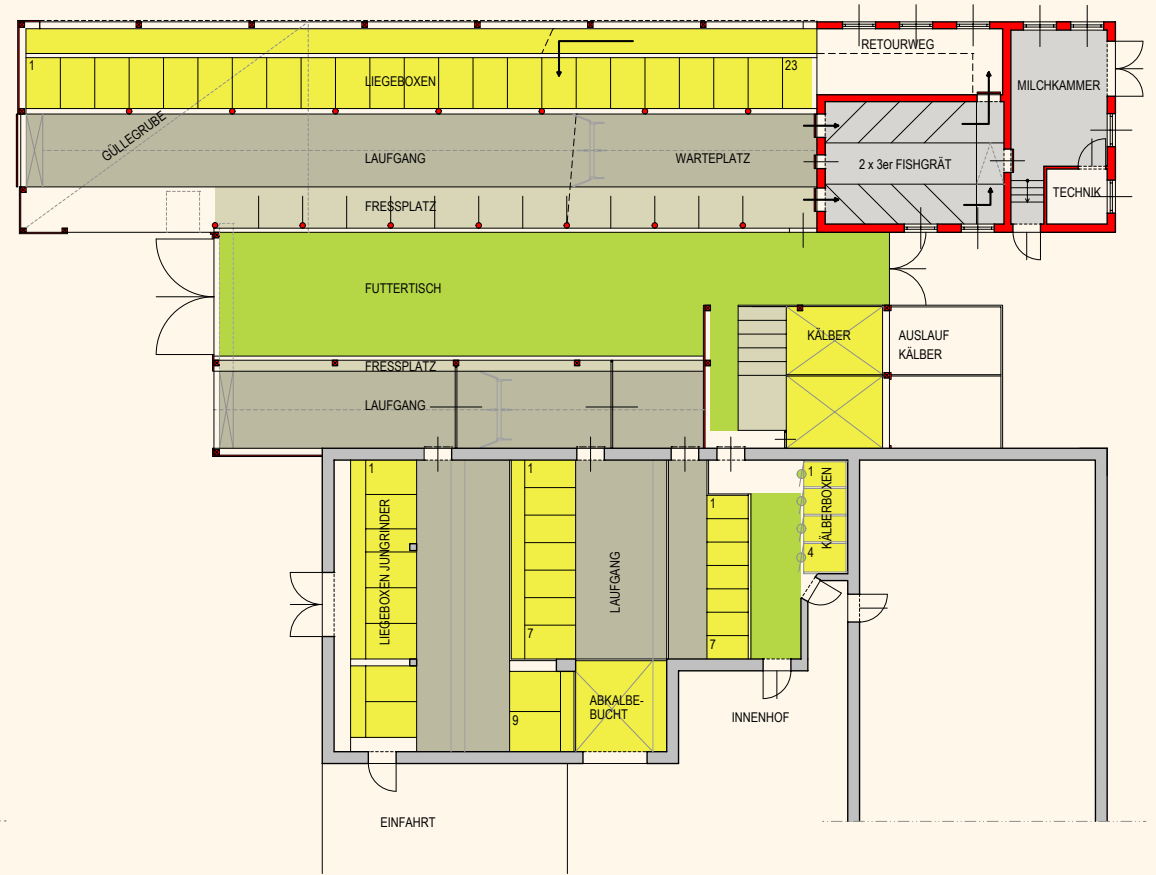 RETOURWEG
1
23
LIEGEBOXEN
MILCHKAMMER
GÜLLEGRUBE
LAUFGANG
WARTEPLATZ
2 x 3er FISHGRÄT
TECHNIK
FRESSPLATZ
FUTTERTISCH
KÄLBER
AUSLAUF
KÄLBER
FRESSPLATZ
LAUFGANG
1
LIEGEBOXEN JUNGRINDER
1
7
9
LAUFGANG
1
7
1
KÄLBERBOXEN
4
ABKALBE-
BUCHT
INNENHOF
EINFAHRT